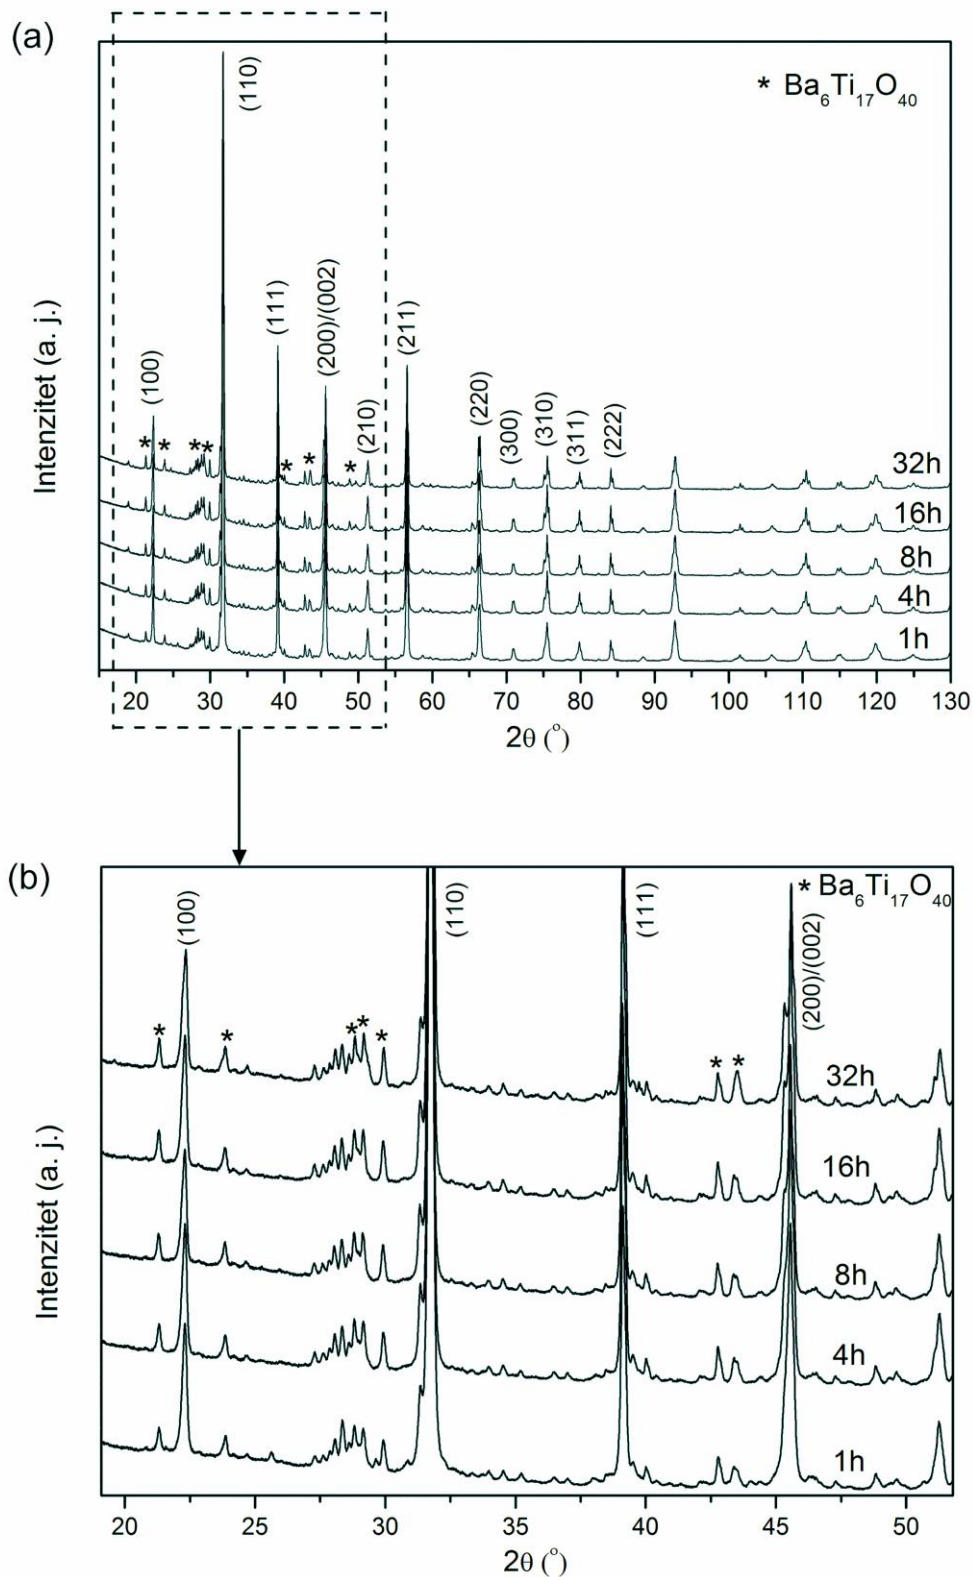 (a)
* Ba₆Ti₁₇O₄₀
(100)
(110)
(111)
(200)/(002)
(210)
(211)
(220)
(300)
(310)
(311)
(222)
* * * * * * *
32h
16h
8h
4h
1h
Intenzitet (a. j.)
20 30 40 50 60 70 80 90 100 110 120 130
2θ (°)
(b)
* Ba₆Ti₁₇O₄₀
(100)
(110)
(111)
(200)/(002)
* * * * * * *
32h
16h
8h
4h
1h
Intenzitet (a. j.)
20 25 30 35 40 45 50
2θ (°)